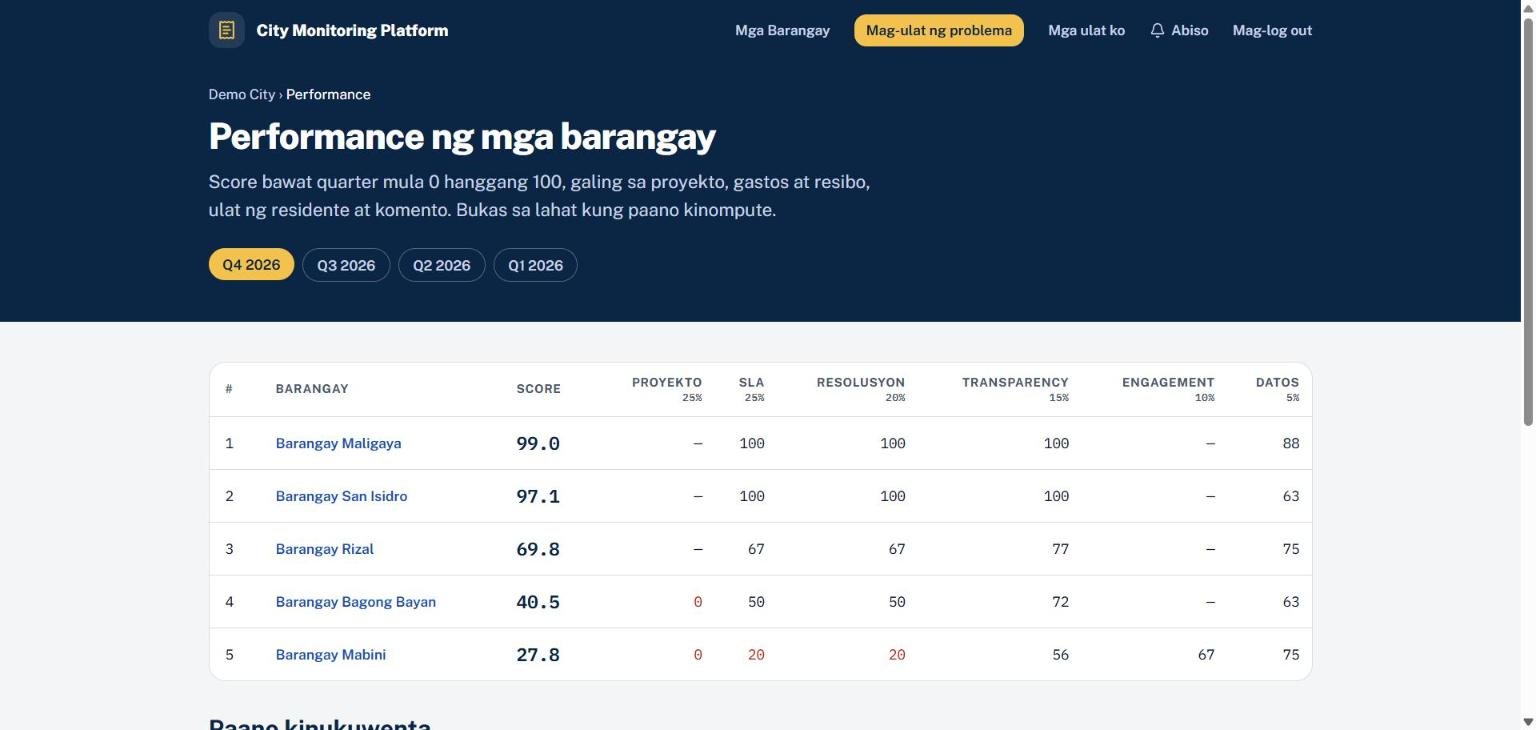 City Monitoring Platform
Mga Barangay
Mag-ulat ng problema
Mga ulat ko
Abiso
Mag-log out
Demo City › Performance
Performance ng mga barangay
Score bawat quarter mula 0 hanggang 100, galing sa proyekto, gastos at resibo,
ulat ng residente at komento. Bukas sa lahat kung paano kinompute.
Q4 2026 Q3 2026 Q2 2026 Q1 2026
# BARANGAY SCORE PROYEKTO SLA RESOLUSYON TRANSPARENCY ENGAGEMENT DATOS
25% 25% 20% 15% 10% 5%
1 Barangay Maligaya 99.0 — 100 100 100 — 88
2 Barangay San Isidro 97.1 — 100 100 100 — 63
3 Barangay Rizal 69.8 — 67 67 77 — 75
4 Barangay Bagong Bayan 40.5 0 50 50 72 — 63
5 Barangay Mabini 27.8 0 20 20 56 67 75
Paano kinukuwenta